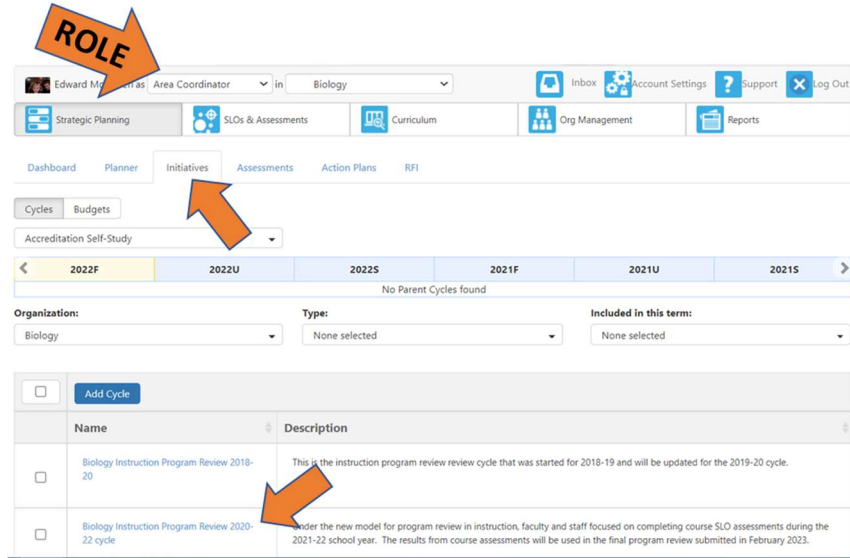 ROLE
Edward M en as Area Coordinator in Biology Inbox Account Settings Support Log Out
Strategic Planning SLOs & Assessments Curriculum Org Management Reports
Dashboard Planner Initiatives Assessments Action Plans RFI
Cycles Budgets
Accreditation Self-Study
2022F 2022U 2022S 2021F 2021U 2021S
No Parent Cycles found
Organization: Type: Included in this term:
Biology None selected None selected
Add Cycle
Name Description
Biology Instruction Program Review 2018-
20
This is the instruction program review review cycle that was started for 2018-19 and will be updated for the 2019-20 cycle.
Biology Instruction Program Review 2020-
22 cycle
Under the new model for program review in instruction, faculty and staff focused on completing course SLO assessments during the
2021-22 school year. The results from course assessments will be used in the final program review submitted in February 2023.